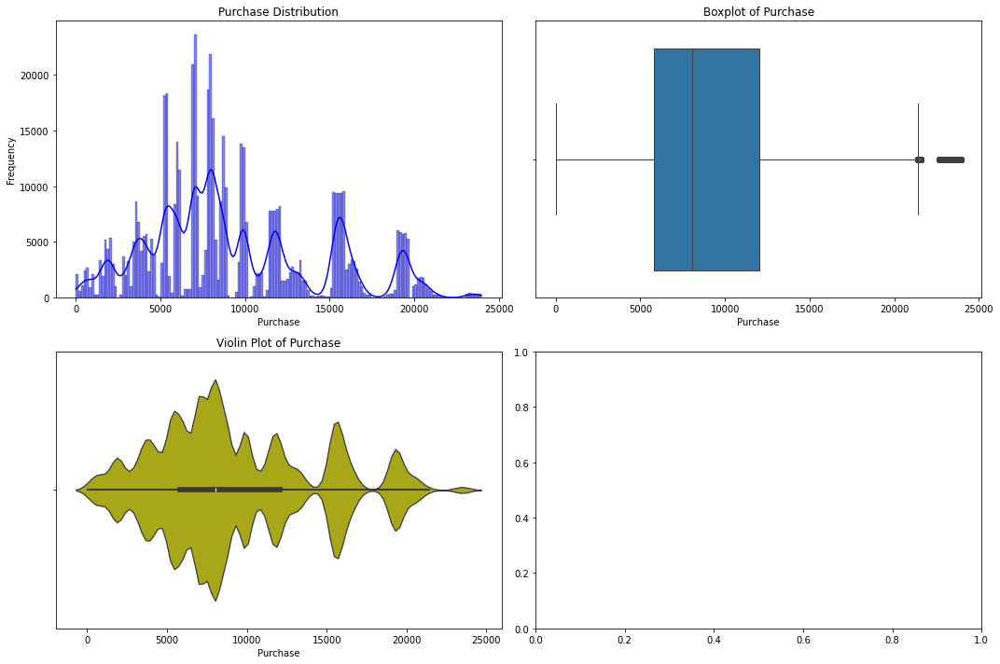 Purchase Distribution
Frequency
20000
15000
10000
5000
0
0 5000 10000 15000 20000 25000
Purchase
Boxplot of Purchase
0 5000 10000 15000 20000 25000
Purchase
Violin Plot of Purchase
0 5000 10000 15000 20000 25000
Purchase
1.0
0.8
0.6
0.4
0.2
0.0
0.0 0.2 0.4 0.6 0.8 1.0